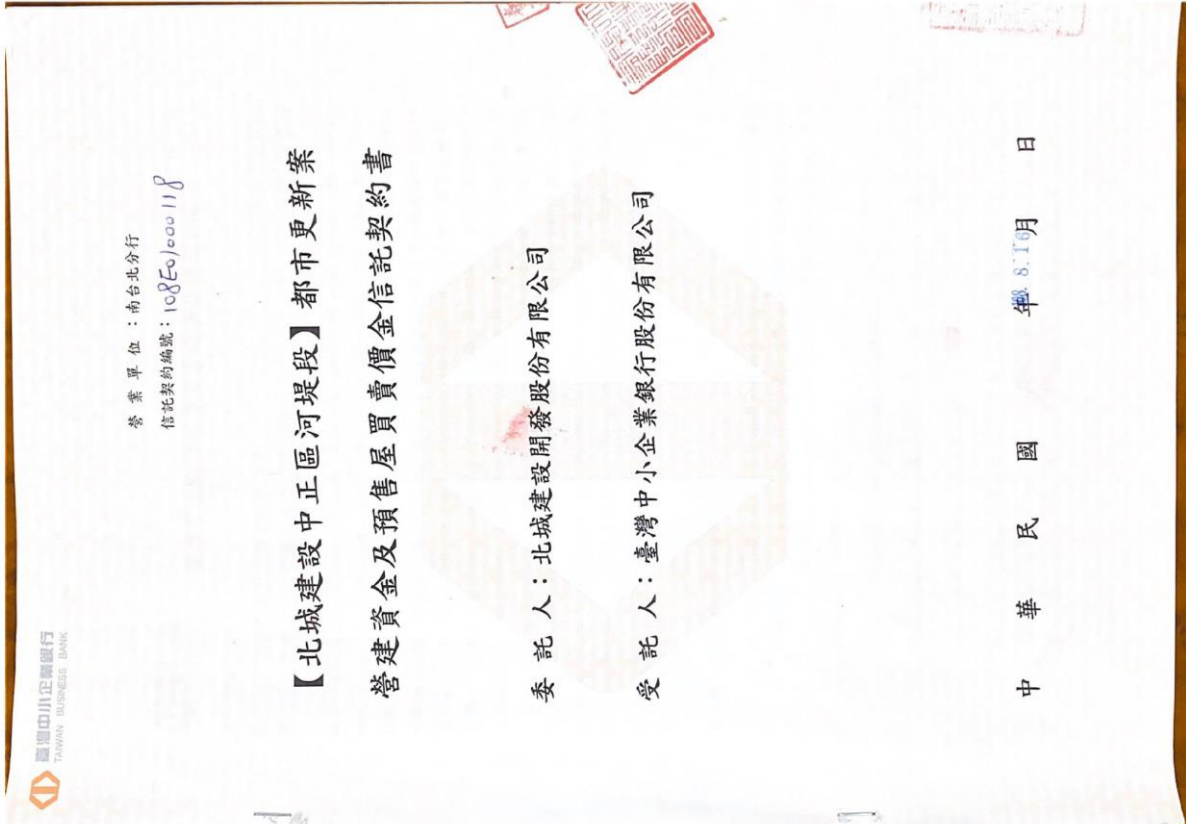 臺灣中小企業銀行
TAIWAN BUSINESS BANK
營業單位：南台北分行
信託契約編號：108E01000118
【北城建設中正區河堤段】都市更新案
營建資金及預售屋買賣價金信託契約書
委託人：北城建設開發股份有限公司
受託人：臺灣中小企業銀行股份有限公司
中華民國 年 8.16月 日